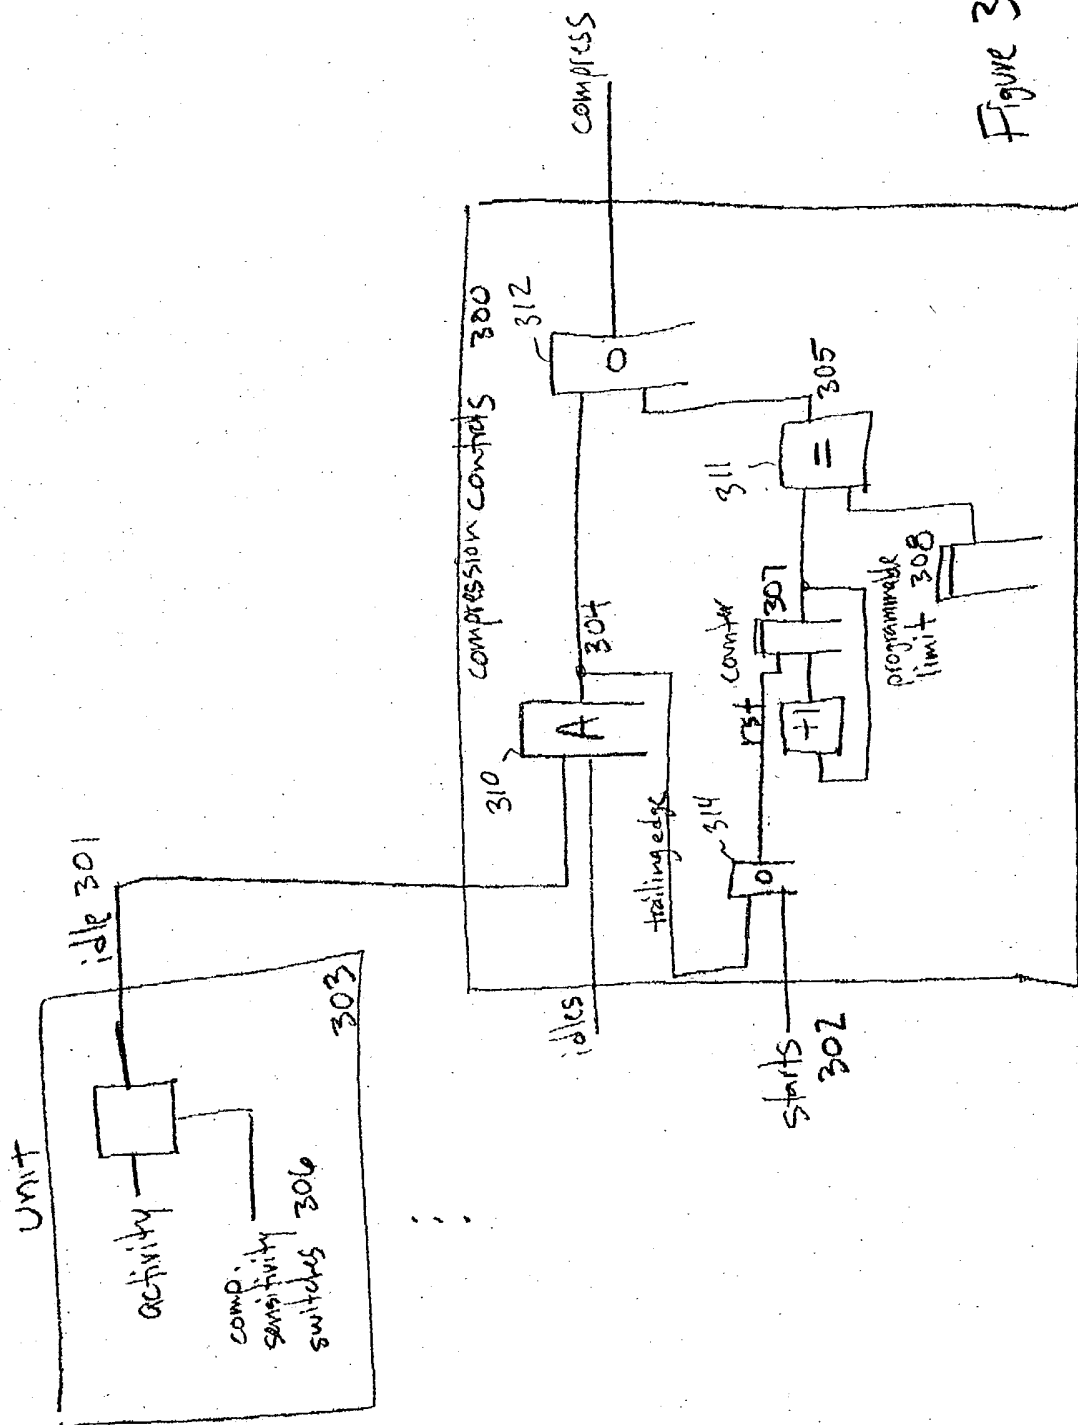 unit
activity
comp.
sensitivity
switches 306
303
idle 301
idles
starts
302
compression controls 300
310
A
304
trailing edge
314
O
rst
counter
307
+1
programmable
limit 308
311
=
305
312
O
compress
Figure 3